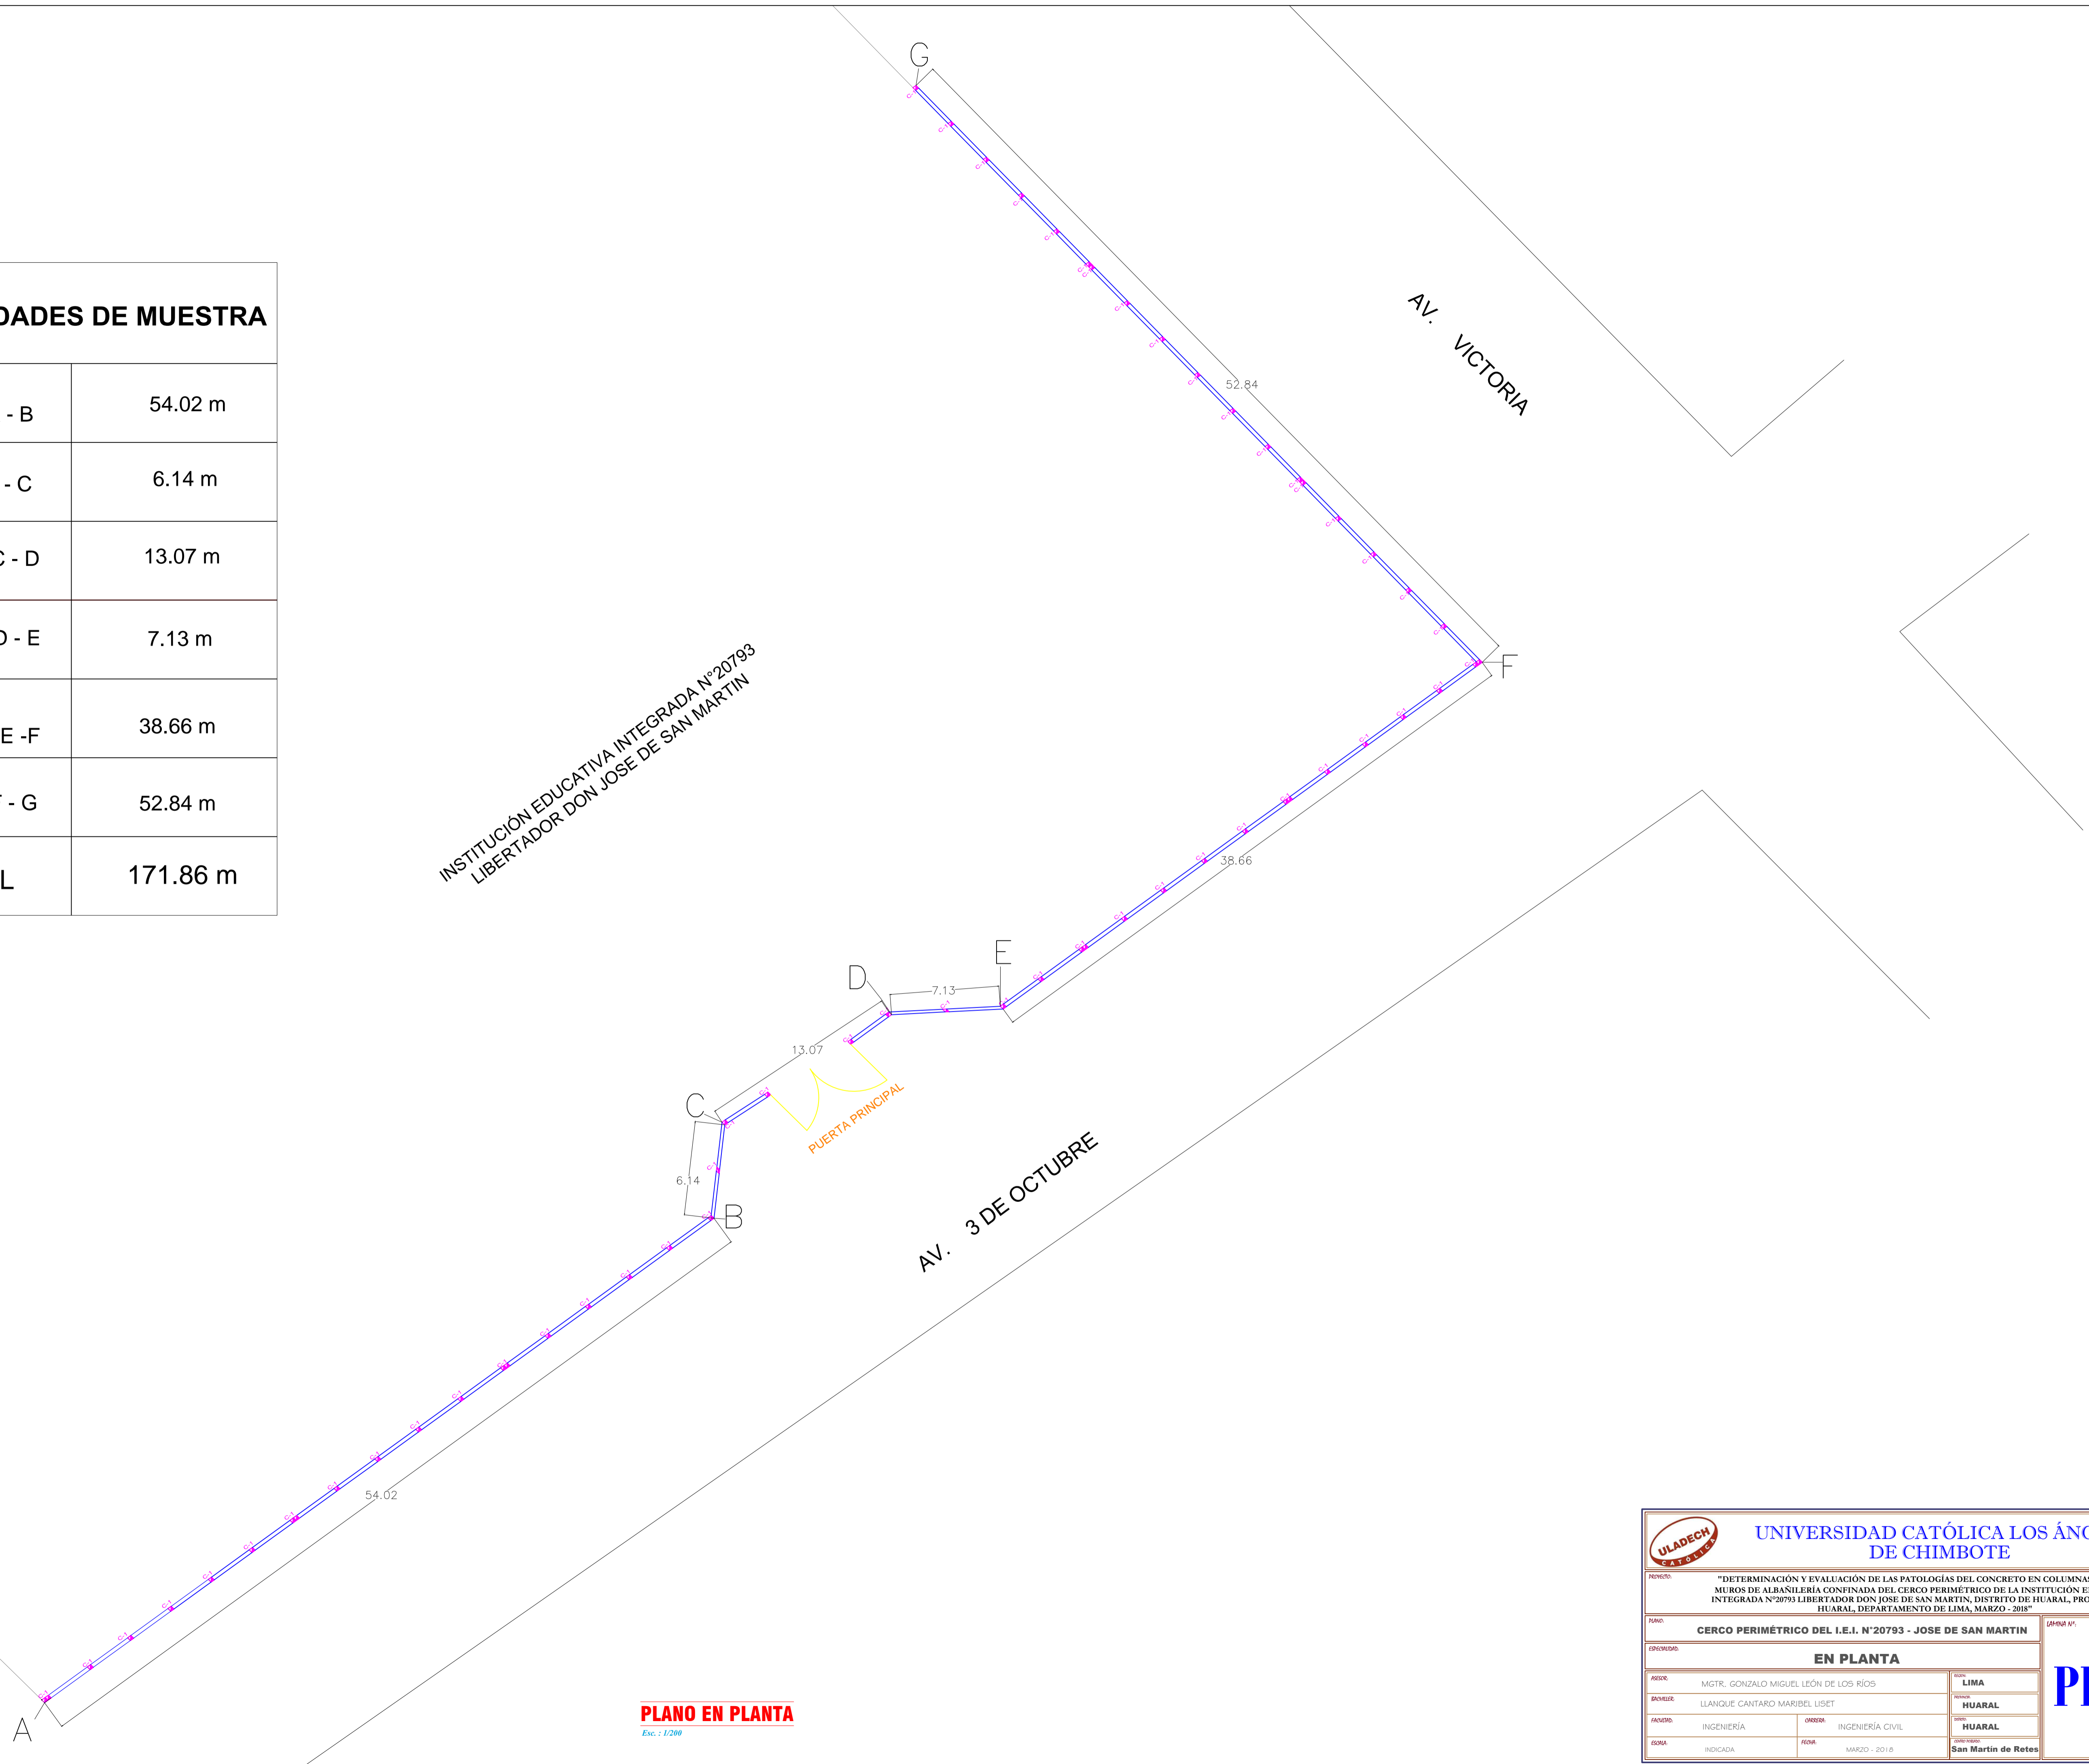 DADES DE MUESTRA
- B 54.02 m
- C 6.14 m
C - D 13.07 m
D - E 7.13 m
E -F 38.66 m
- G 52.84 m
L 171.86 m
G
52.84
AV. VICTORIA
F
INSTITUCIÓN EDUCATIVA INTEGRADA N°20793
LIBERTADOR DON JOSE DE SAN MARTIN
38.66
E
D
7.13
13.07
C
PUERTA PRINCIPAL
6.14
B
AV. 3 DE OCTUBRE
54.02
A
C-1
PLANO EN PLANTA
Esc. : 1/200
ULADECH
CATÓLICA
UNIVERSIDAD CATÓLICA LOS ÁNG
DE CHIMBOTE
PROYECTO:
"DETERMINACIÓN Y EVALUACIÓN DE LAS PATOLOGÍAS DEL CONCRETO EN COLUMNAS
MUROS DE ALBAÑILERÍA CONFINADA DEL CERCO PERIMÉTRICO DE LA INSTITUCIÓN E
INTEGRADA N°20793 LIBERTADOR DON JOSE DE SAN MARTIN, DISTRITO DE HUARAL, PRO
HUARAL, DEPARTAMENTO DE LIMA, MARZO - 2018"
PLANO:
CERCO PERIMÉTRICO DEL I.E.I. N°20793 - JOSE DE SAN MARTIN
LAMINA N°:
ESPECIALIDAD:
EN PLANTA
ASESOR:
MGTR. GONZALO MIGUEL LEÓN DE LOS RÍOS
REGION:
LIMA
BACHILLER:
LLANQUE CANTARO MARIBEL LISET
PROVINCIA:
HUARAL
FACULTAD:
INGENIERÍA
CARRERA:
INGENIERÍA CIVIL
DISTRITO:
HUARAL
ESCALA:
INDICADA
FECHA:
MARZO - 2018
San Martín de Retes